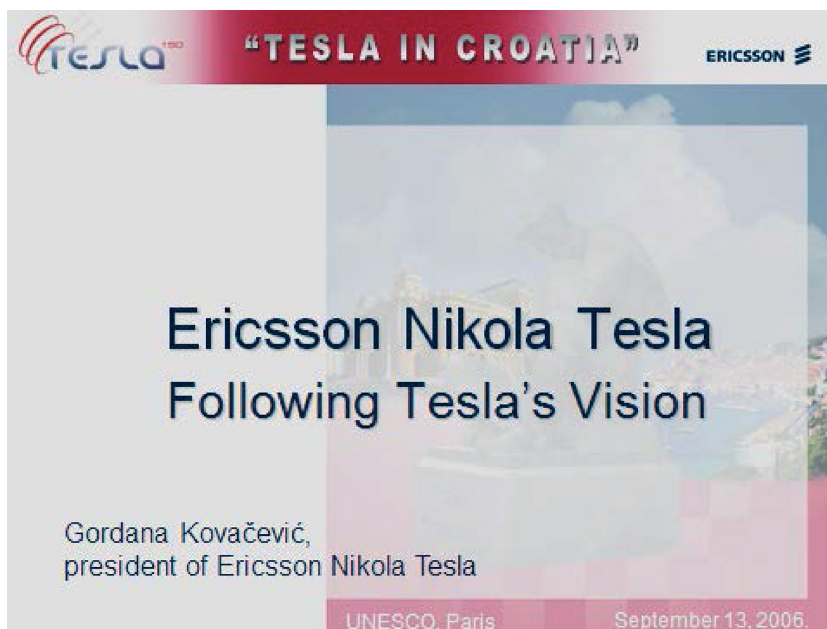 TESLA 150
“TESLA IN CROATIA”
ERICSSON
Ericsson Nikola Tesla
Following Tesla’s Vision
Gordana Kovačević,
president of Ericsson Nikola Tesla
UNESCO, Paris
September 13, 2006.